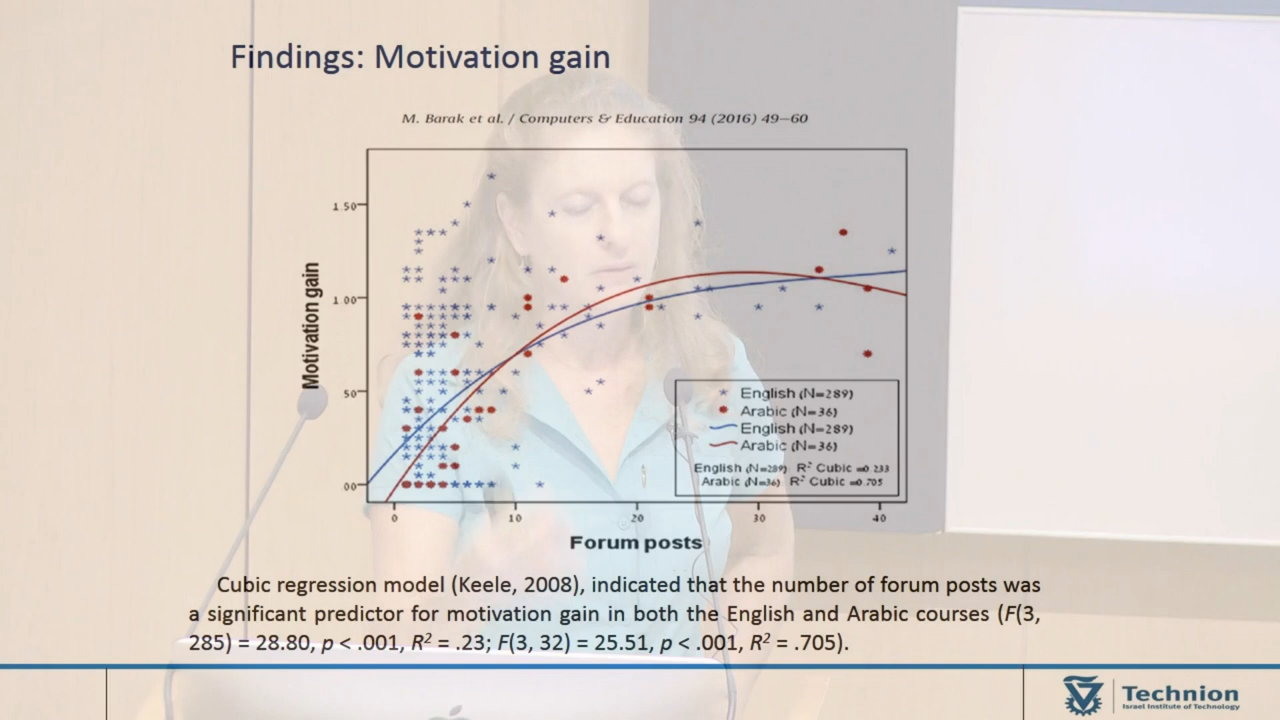 Findings: Motivation gain
M. Barak et al. / Computers & Education 94 (2016) 49–60
Motivation gain
1.50
1.00
.50
.00
0 10 20 30 40
Forum posts
English (N=289)
Arabic (N=36)
English (N=289)
Arabic (N=36)
English (N=289) R² Cubic =0.233
Arabic (N=36) R² Cubic =0.705
Cubic regression model (Keele, 2008), indicated that the number of forum posts was
a significant predictor for motivation gain in both the English and Arabic courses (F(3,
285) = 28.80, p < .001, R² = .23; F(3, 32) = 25.51, p < .001, R² = .705).
Technion
Israel Institute of Technology